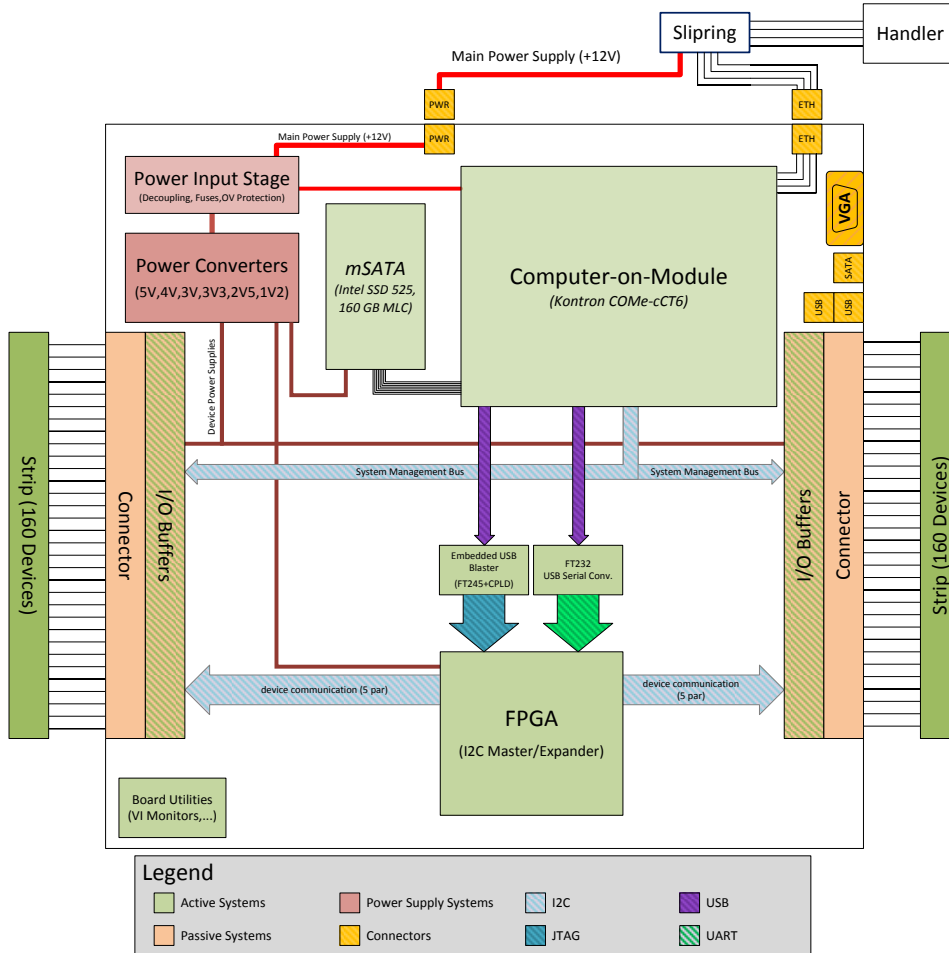 Slipring
Handler
Main Power Supply (+12V)
PWR
ETH
PWR
ETH
Main Power Supply (+12V)
Power Input Stage
(Decoupling, Fuses,OV Protection)
VGA
Power Converters
(5V,4V,3V,3V3,2V5,1V2)
mSATA
(Intel SSD 525,
160 GB MLC)
Computer-on-Module
(Kontron COMe-cCT6)
SATA
USB
USB
Device Power Supplies
Strip (160 Devices)
Connector
I/O Buffers
System Management Bus
System Management Bus
I/O Buffers
Connector
Strip (160 Devices)
Embedded USB
Blaster
(FT245+CPLD)
FT232
USB Serial Conv.
device communication (5 par)
FPGA
(I2C Master/Expander)
device communication
(5 par)
Board Utilities
(VI Monitors,...)
Legend
Active Systems
Power Supply Systems
I2C
USB
Passive Systems
Connectors
JTAG
UART